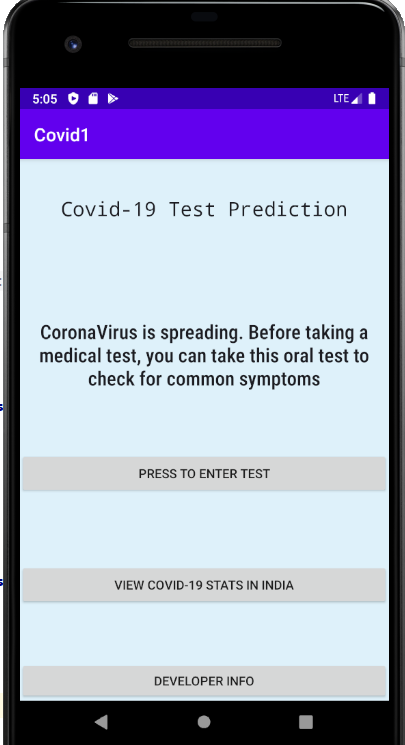 5:05 LTE
Covid1
Covid-19 Test Prediction
CoronaVirus is spreading. Before taking a
medical test, you can take this oral test to
check for common symptoms
PRESS TO ENTER TEST
VIEW COVID-19 STATS IN INDIA
DEVELOPER INFO